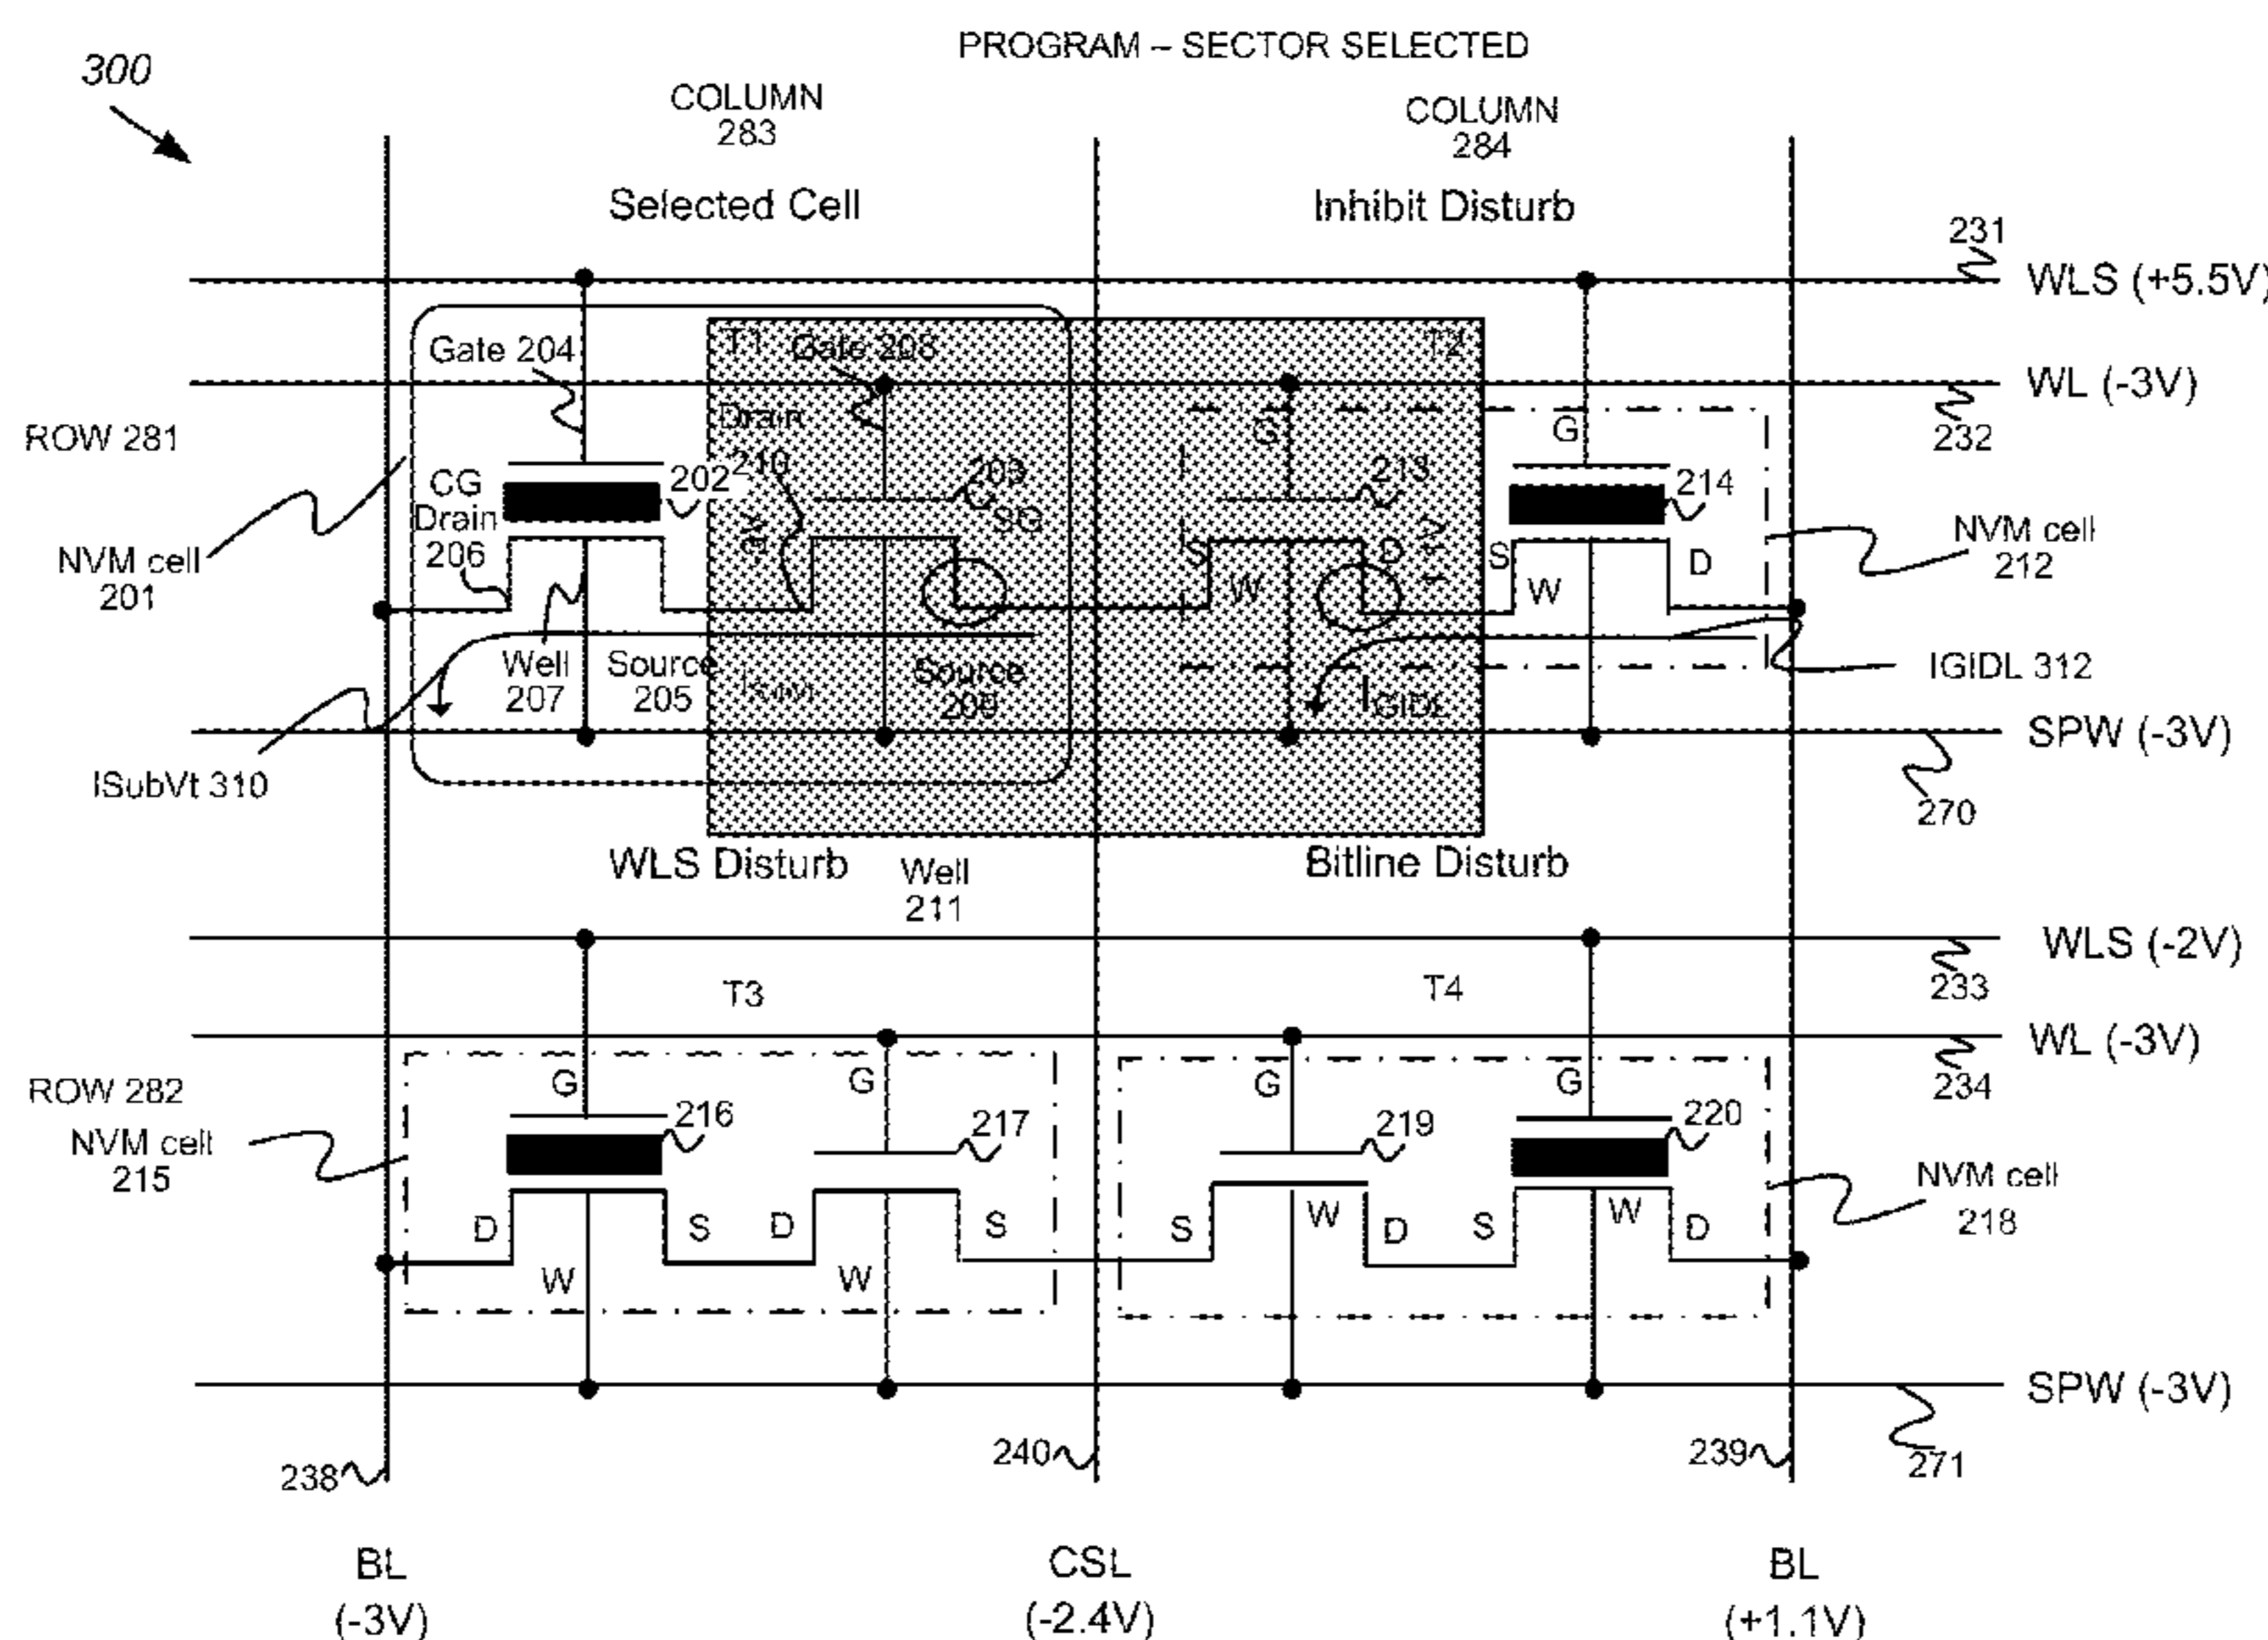 PROGRAM – SECTOR SELECTED
300
COLUMN
283
COLUMN
284
Selected Cell
Inhibit Disturb
231
WLS (+5.5V)
T1
Gate 208
T2
Gate 204
WL (-3V)
232
Drain
210
ROW 281
G
G
CG
202
203
SG
213
214
Drain
206
NVM cell
201
S
W
D
1.1V
S
W
D
NVM cell
212
Well
207
Source
205
Source
209
IGIDL
IGIDL 312
SPW (-3V)
270
ISubVt 310
WLS Disturb
Well
211
Bitline Disturb
WLS (-2V)
233
T3
T4
WL (-3V)
234
ROW 282
G
G
G
G
NVM cell
215
216
217
219
220
NVM cell
218
D
S
D
S
S
W
D
S
W
D
W
W
SPW (-3V)
271
238
240
239
BL
(-3V)
CSL
(-2.4V)
BL
(+1.1V)